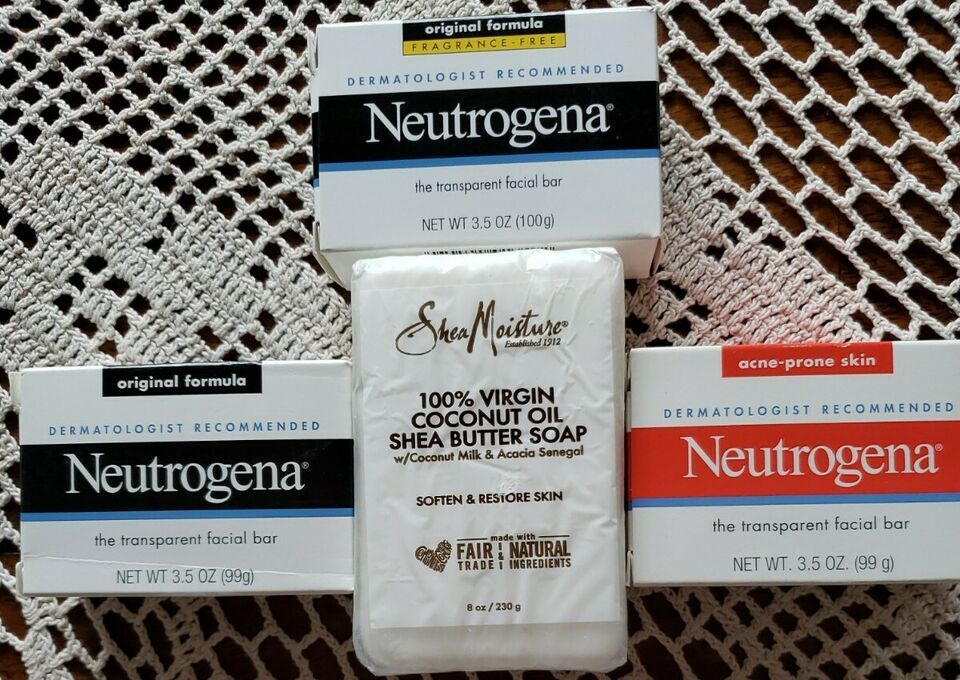 original formula
FRAGRANCE-FREE
DERMATOLOGIST RECOMMENDED
Neutrogena®
the transparent facial bar
NET WT 3.5 OZ (100g)
original formula
DERMATOLOGIST RECOMMENDED
Neutrogena®
the transparent facial bar
NET WT 3.5 OZ (99g)
Shea Moisture®
Established 1912
100% VIRGIN
COCONUT OIL
SHEA BUTTER SOAP
w/Coconut Milk & Acacia Senegal
SOFTEN & RESTORE SKIN
made with
FAIR TRADE & NATURAL INGREDIENTS
8 oz / 230 g
acne-prone skin
DERMATOLOGIST RECOMMENDED
Neutrogena®
the transparent facial bar
NET WT. 3.5 OZ. (99 g)